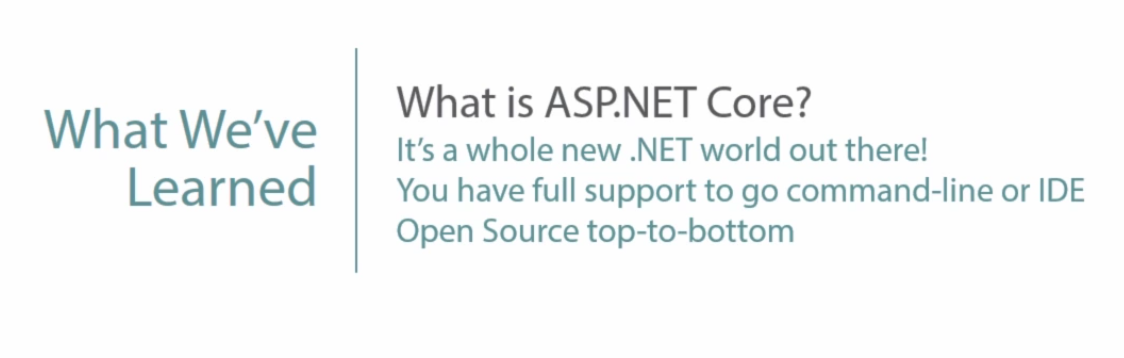 What We've
Learned
What is ASP.NET Core?
It's a whole new .NET world out there!
You have full support to go command-line or IDE
Open Source top-to-bottom